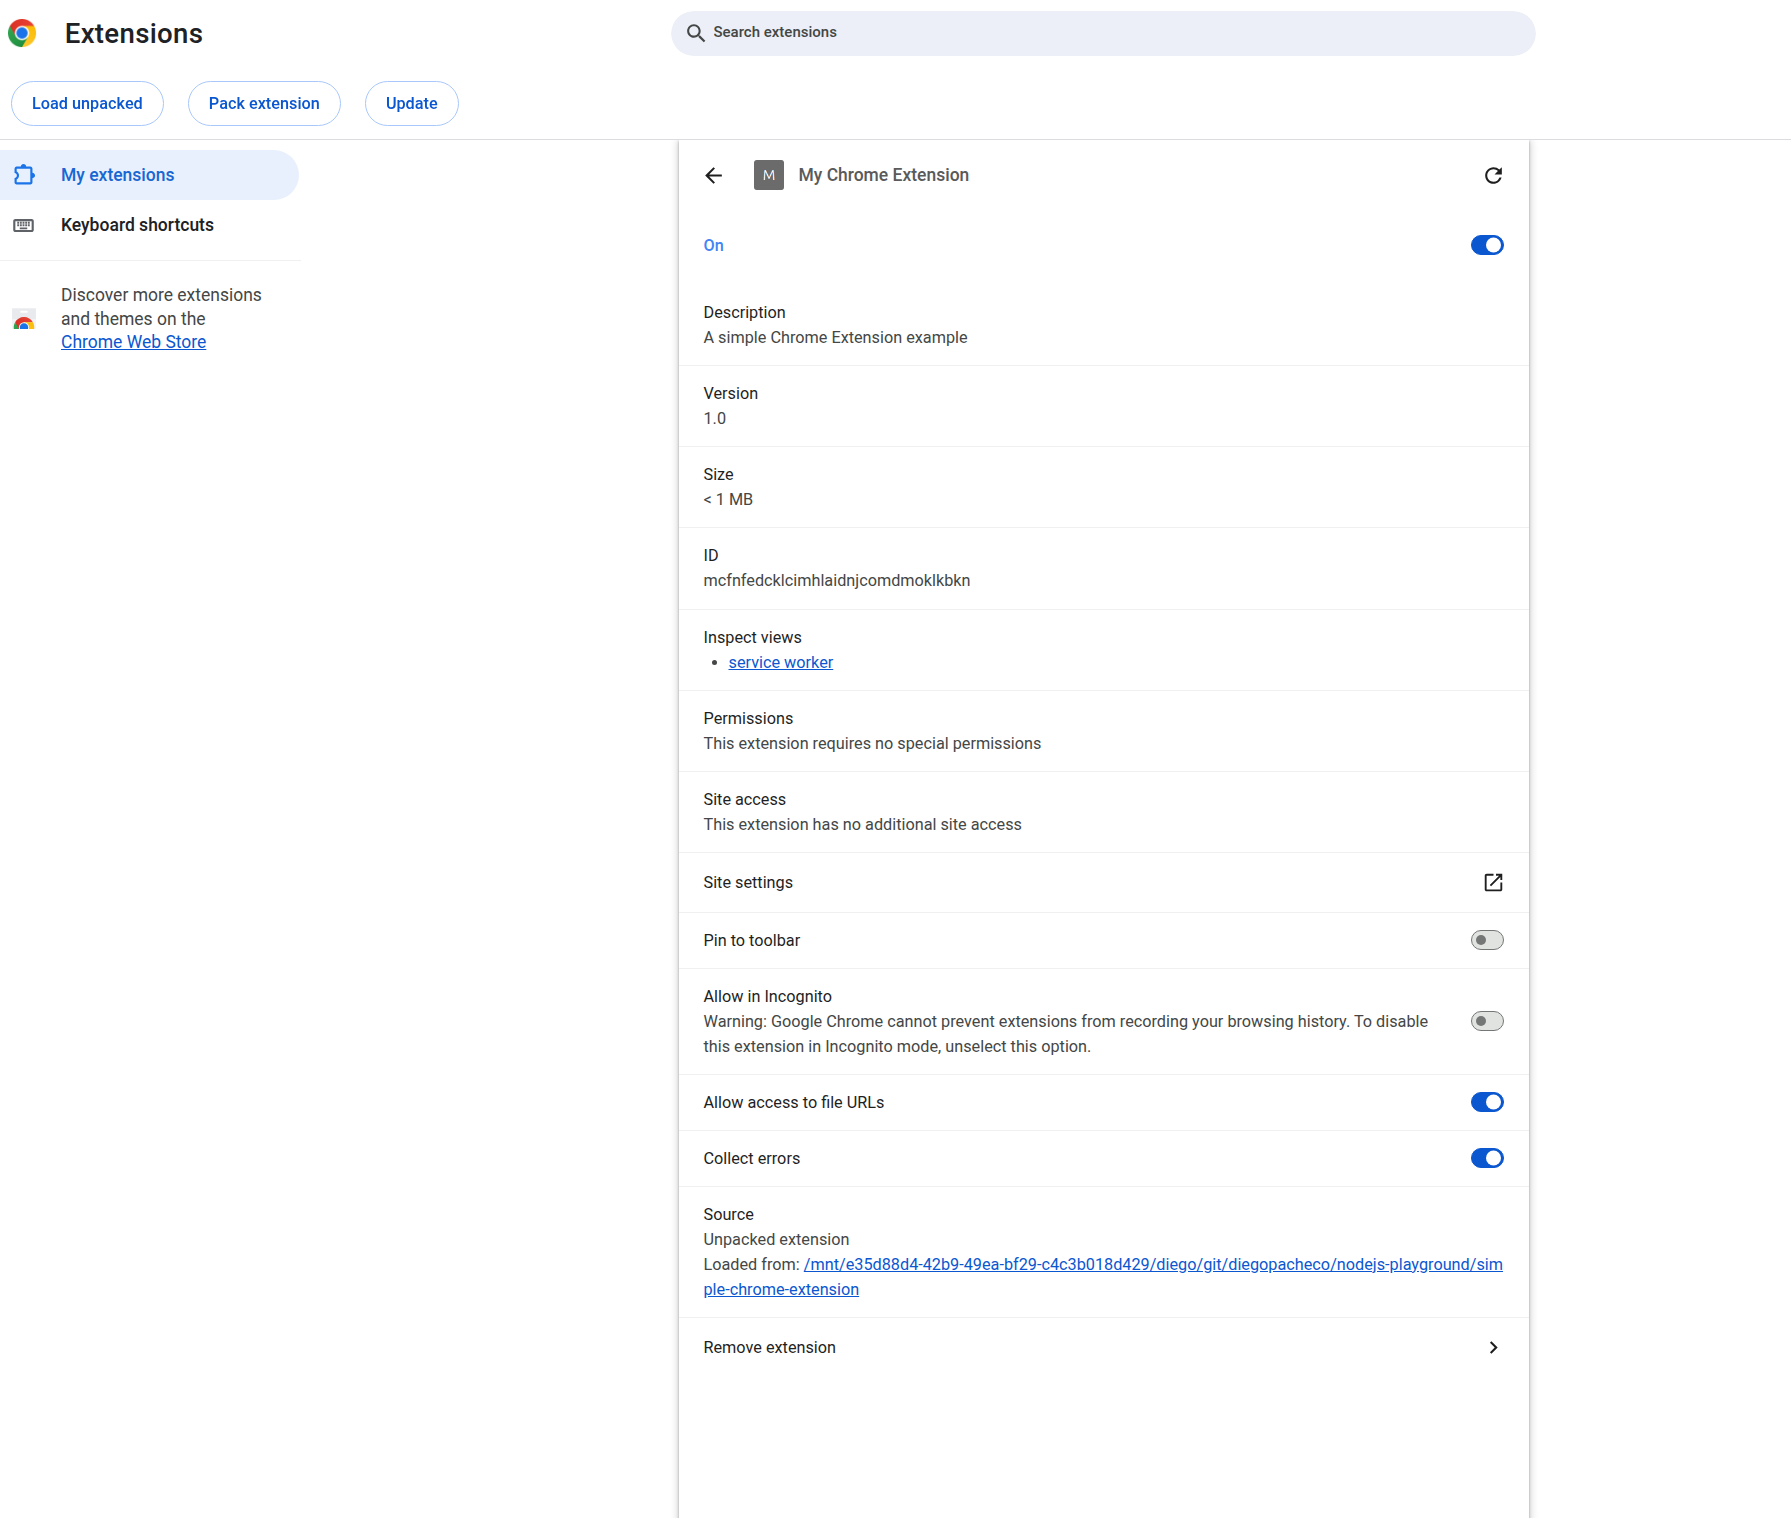 Extensions
Search extensions
Load unpacked
Pack extension
Update
My extensions
Keyboard shortcuts
Discover more extensions
and themes on the
Chrome Web Store
M
My Chrome Extension
On
Description
A simple Chrome Extension example
Version
1.0
Size
< 1 MB
ID
mcfnfedcklcimhlaidnjcomdmoklkbkn
Inspect views
• service worker
Permissions
This extension requires no special permissions
Site access
This extension has no additional site access
Site settings
Pin to toolbar
Allow in Incognito
Warning: Google Chrome cannot prevent extensions from recording your browsing history. To disable
this extension in Incognito mode, unselect this option.
Allow access to file URLs
Collect errors
Source
Unpacked extension
Loaded from: /mnt/e35d88d4-42b9-49ea-bf29-c4c3b018d429/diego/git/diegopacheco/nodejs-playground/sim
ple-chrome-extension
Remove extension